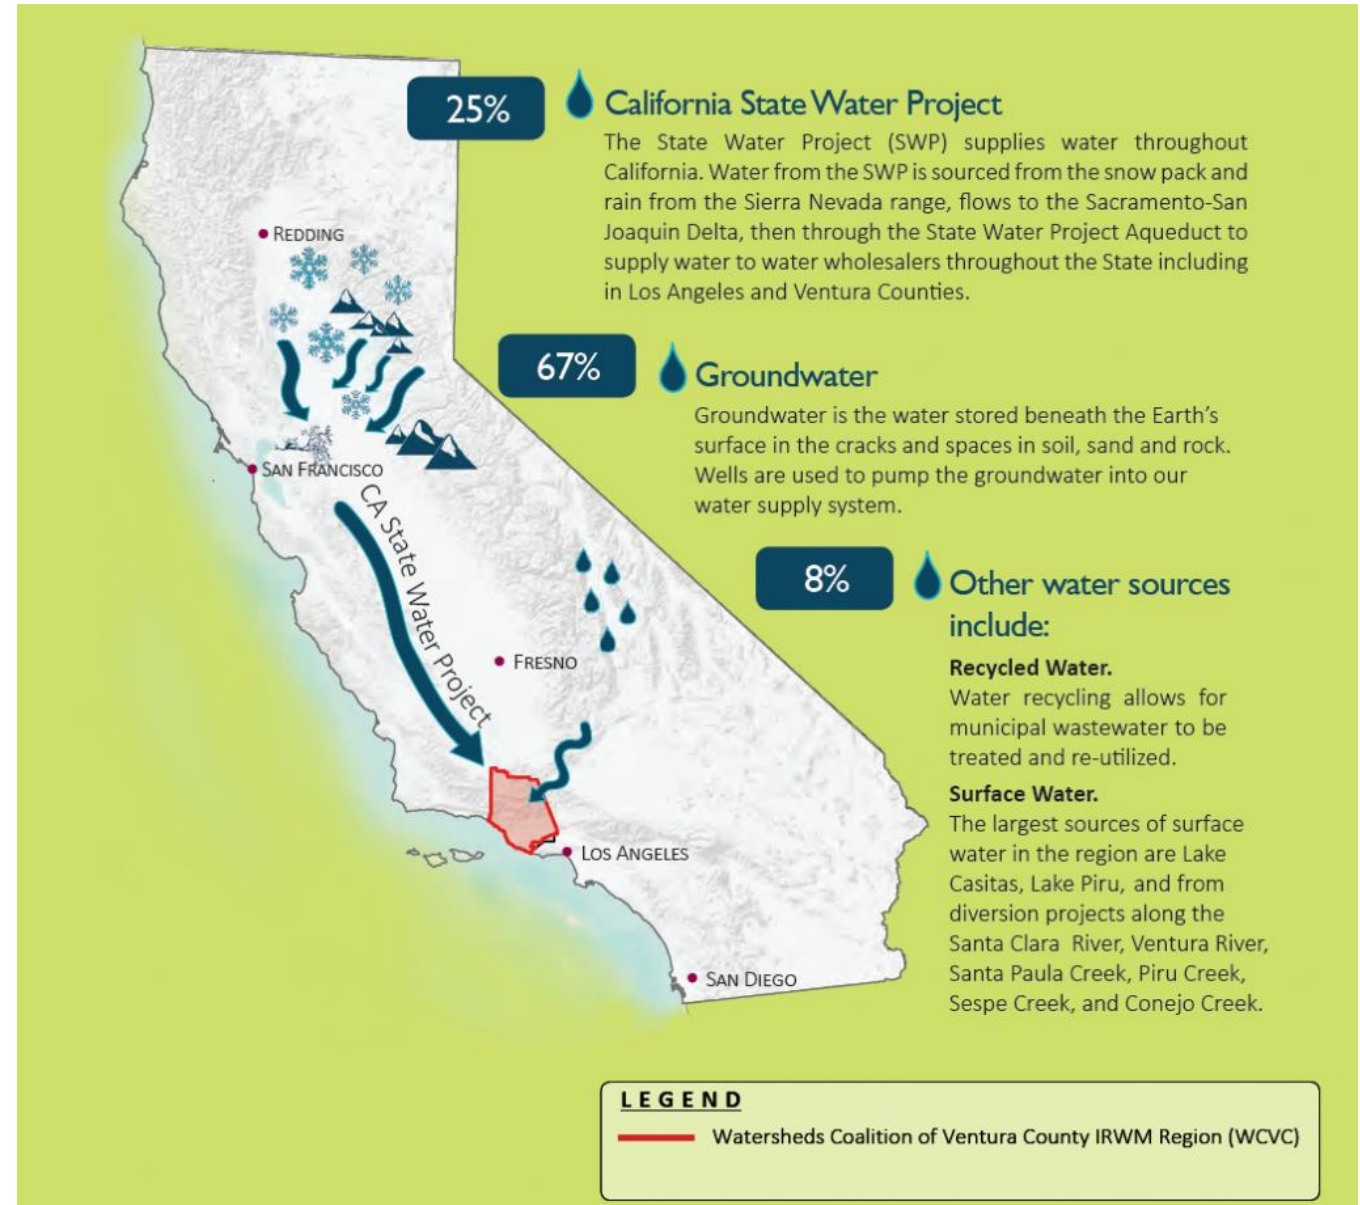 25%
California State Water Project
The State Water Project (SWP) supplies water throughout
California. Water from the SWP is sourced from the snow pack and
rain from the Sierra Nevada range, flows to the Sacramento-San
Joaquin Delta, then through the State Water Project Aqueduct to
supply water to water wholesalers throughout the State including
in Los Angeles and Ventura Counties.
REDDING
67%
Groundwater
Groundwater is the water stored beneath the Earth's
surface in the cracks and spaces in soil, sand and rock.
Wells are used to pump the groundwater into our
water supply system.
SAN FRANCISCO
CA State Water Project
8%
Other water sources
include:
Recycled Water.
Water recycling allows for
municipal wastewater to be
treated and re-utilized.
Surface Water.
The largest sources of surface
water in the region are Lake
Casitas, Lake Piru, and from
diversion projects along the
Santa Clara River, Ventura River,
Santa Paula Creek, Piru Creek,
Sespe Creek, and Conejo Creek.
FRESNO
LOS ANGELES
SAN DIEGO
LEGEND
Watersheds Coalition of Ventura County IRWM Region (WCVC)